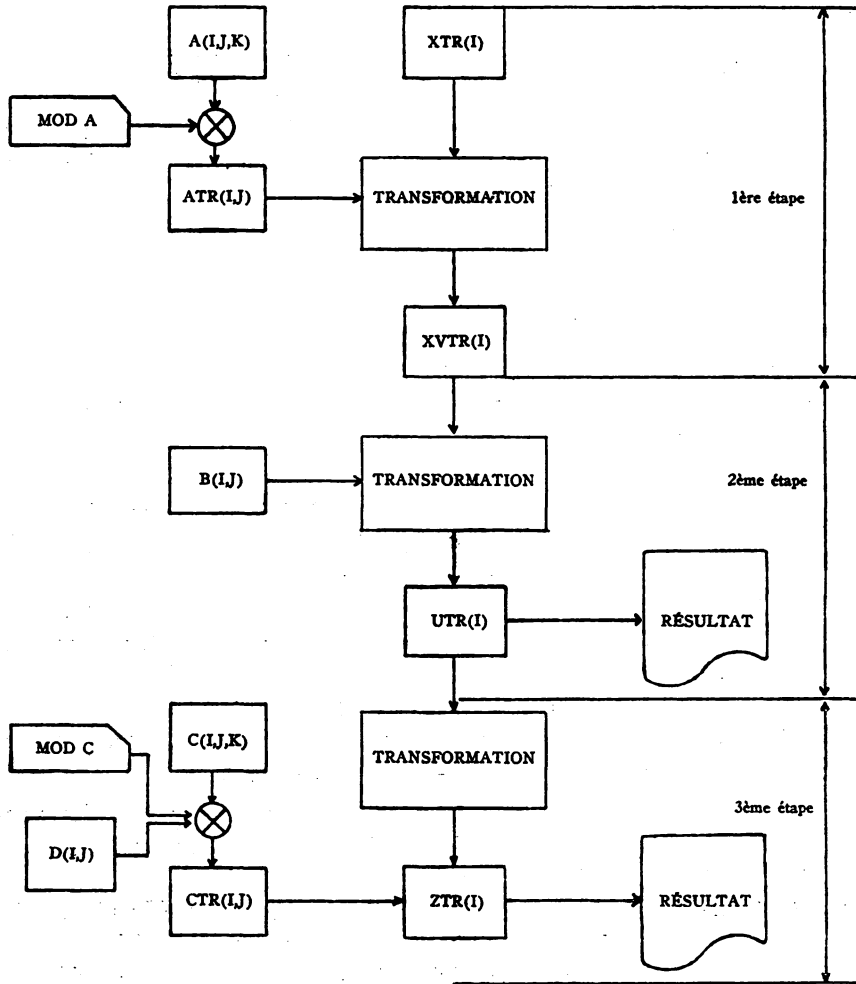 A(I,J,K)
XTR(I)
MOD A
ATR(I,J)
TRANSFORMATION
1ère étape
XVTR(I)
B(I,J)
TRANSFORMATION
2ème étape
UTR(I)
RÉSULTAT
MOD C
C(I,J,K)
TRANSFORMATION
3ème étape
D(I,J)
CTR(I,J)
ZTR(I)
RÉSULTAT